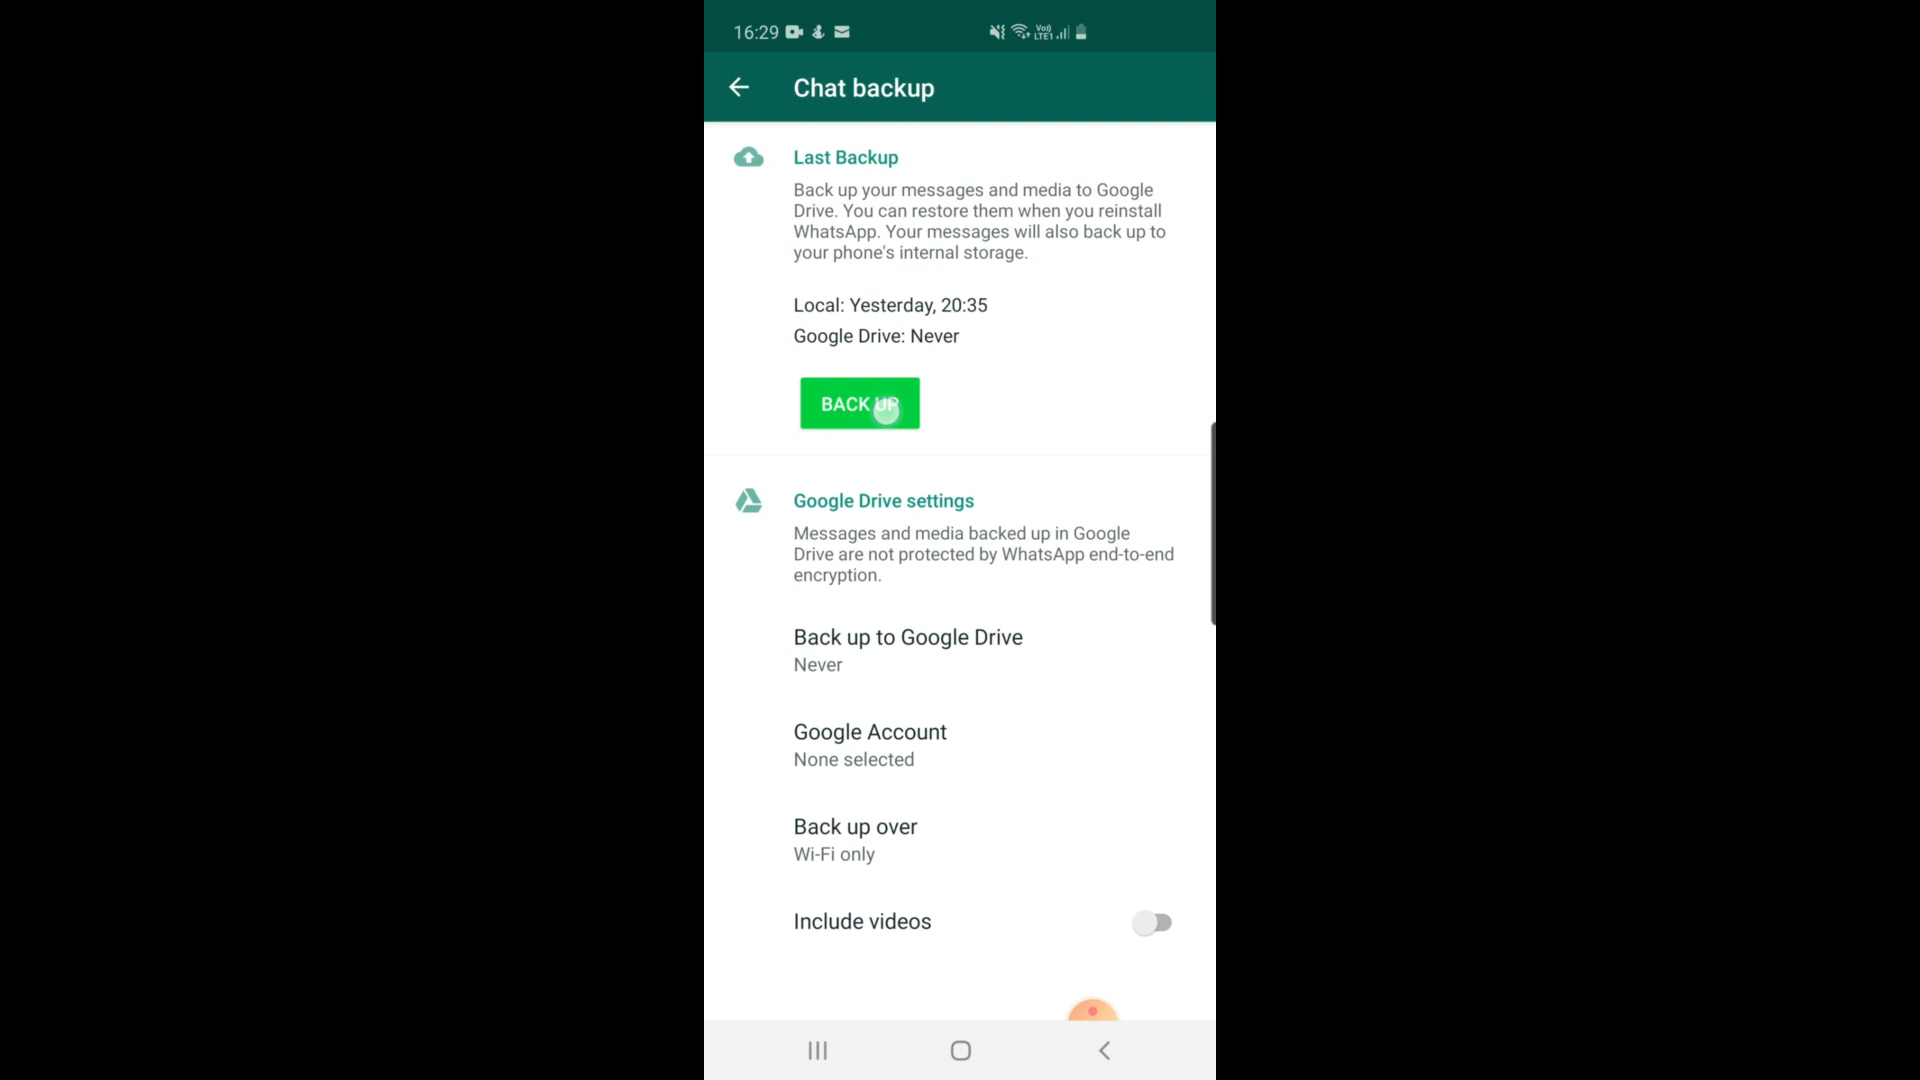 16:29
Vo)) LTE1
Chat backup
Last Backup
Back up your messages and media to Google
Drive. You can restore them when you reinstall
WhatsApp. Your messages will also back up to
your phone's internal storage.
Local: Yesterday, 20:35
Google Drive: Never
BACK UP
Google Drive settings
Messages and media backed up in Google
Drive are not protected by WhatsApp end-to-end
encryption.
Back up to Google Drive
Never
Google Account
None selected
Back up over
Wi-Fi only
Include videos